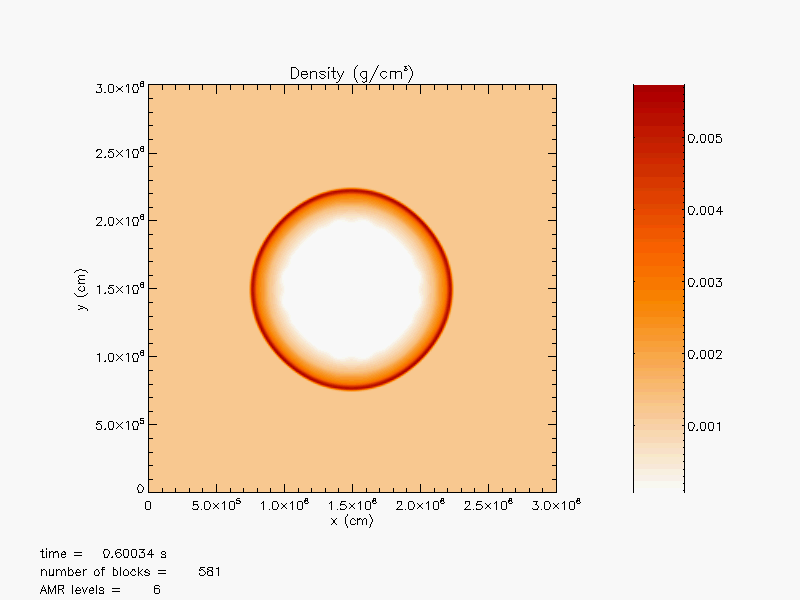 Density (g/cm³)
3.0×10⁶
2.5×10⁶
2.0×10⁶
1.5×10⁶
1.0×10⁶
5.0×10⁵
0
y (cm)
0 5.0×10⁵ 1.0×10⁶ 1.5×10⁶ 2.0×10⁶ 2.5×10⁶ 3.0×10⁶
x (cm)
0.005
0.004
0.003
0.002
0.001
time = 0.60034 s
number of blocks = 581
AMR levels = 6